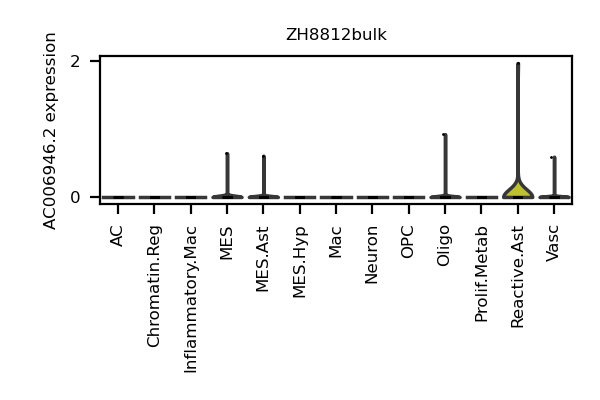 ZH8812bulk
AC006946.2 expression
2
0
AC
Chromatin.Reg
Inflammatory.Mac
MES
MES.Ast
MES.Hyp
Mac
Neuron
OPC
Oligo
Prolif.Metab
Reactive.Ast
Vasc